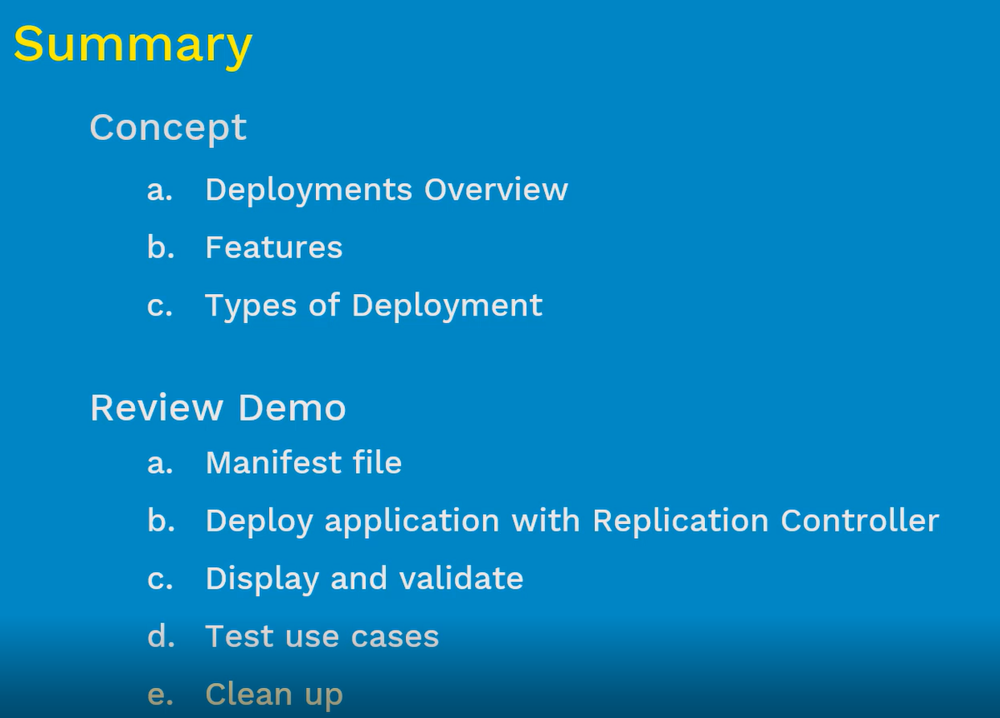 Summary
Concept
a. Deployments Overview
b. Features
c. Types of Deployment
Review Demo
a. Manifest file
b. Deploy application with Replication Controller
c. Display and validate
d. Test use cases
e. Clean up